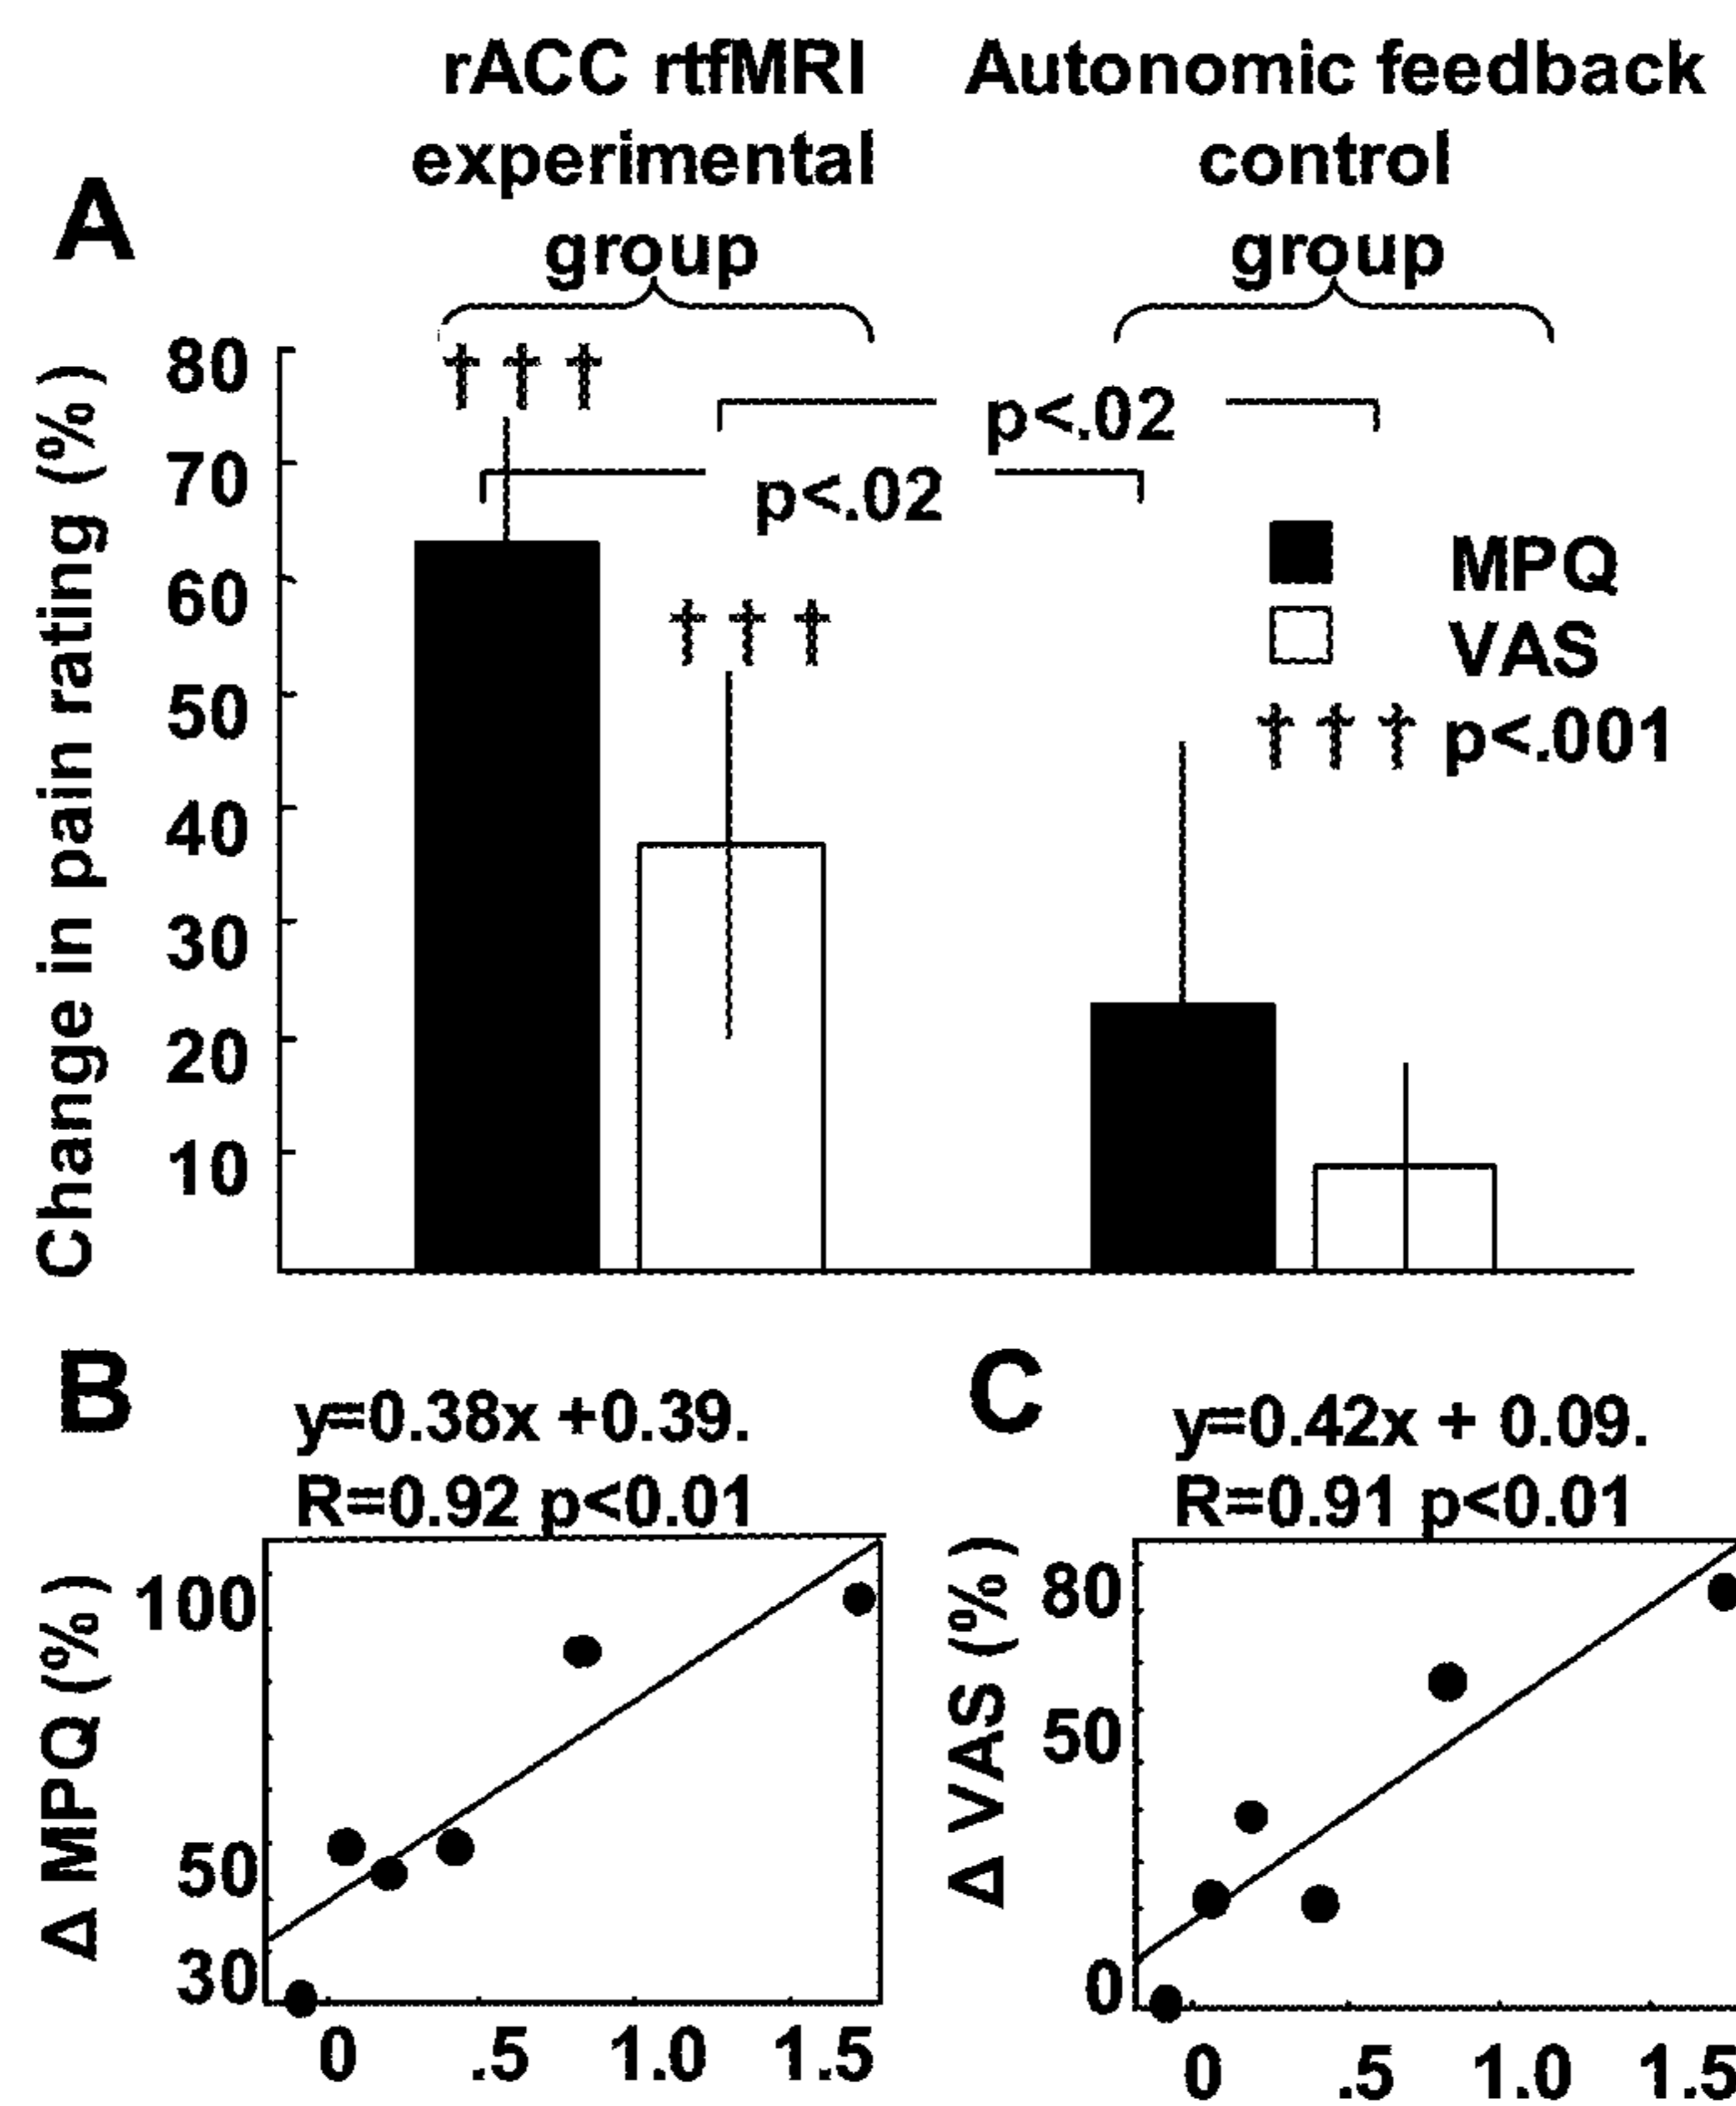 rACC rtfMRI
experimental
group
Autonomic feedback
control
group
A
Change in pain rating (%)
80
70
60
50
40
30
20
10
† † †
p<.02
p<.02
† † †
MPQ
VAS
† † † p<.001
B
y=0.38x +0.39.
R=0.92 p<0.01
Δ MPQ (%)
100
50
30
0 .5 1.0 1.5
C
y=0.42x + 0.09.
R=0.91 p<0.01
Δ VAS (%)
80
50
0
0 .5 1.0 1.5